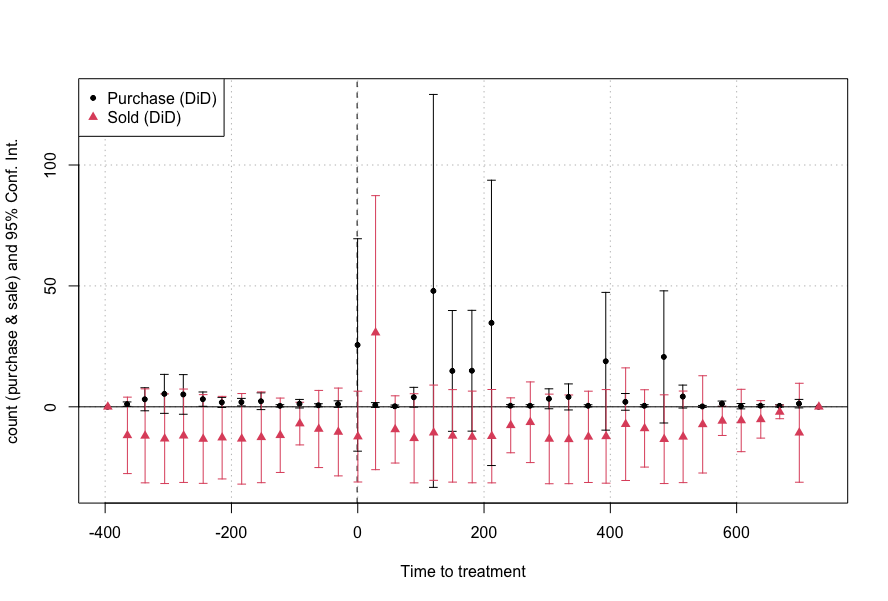 Purchase (DiD)
Sold (DiD)
count (purchase & sale) and 95% Conf. Int.
100
50
0
-400
-200
0
200
400
600
Time to treatment